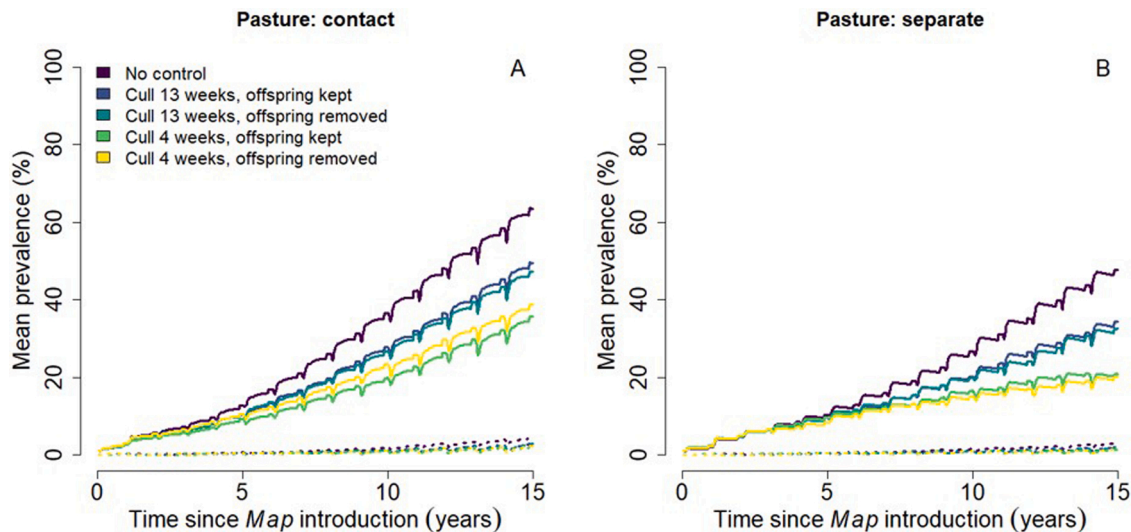 Pasture: contact
A
No control
Cull 13 weeks, offspring kept
Cull 13 weeks, offspring removed
Cull 4 weeks, offspring kept
Cull 4 weeks, offspring removed
Mean prevalence (%)
100
80
60
40
20
0
0 5 10 15
Time since Map introduction (years)
Pasture: separate
B
Mean prevalence (%)
100
80
60
40
20
0
0 5 10 15
Time since Map introduction (years)